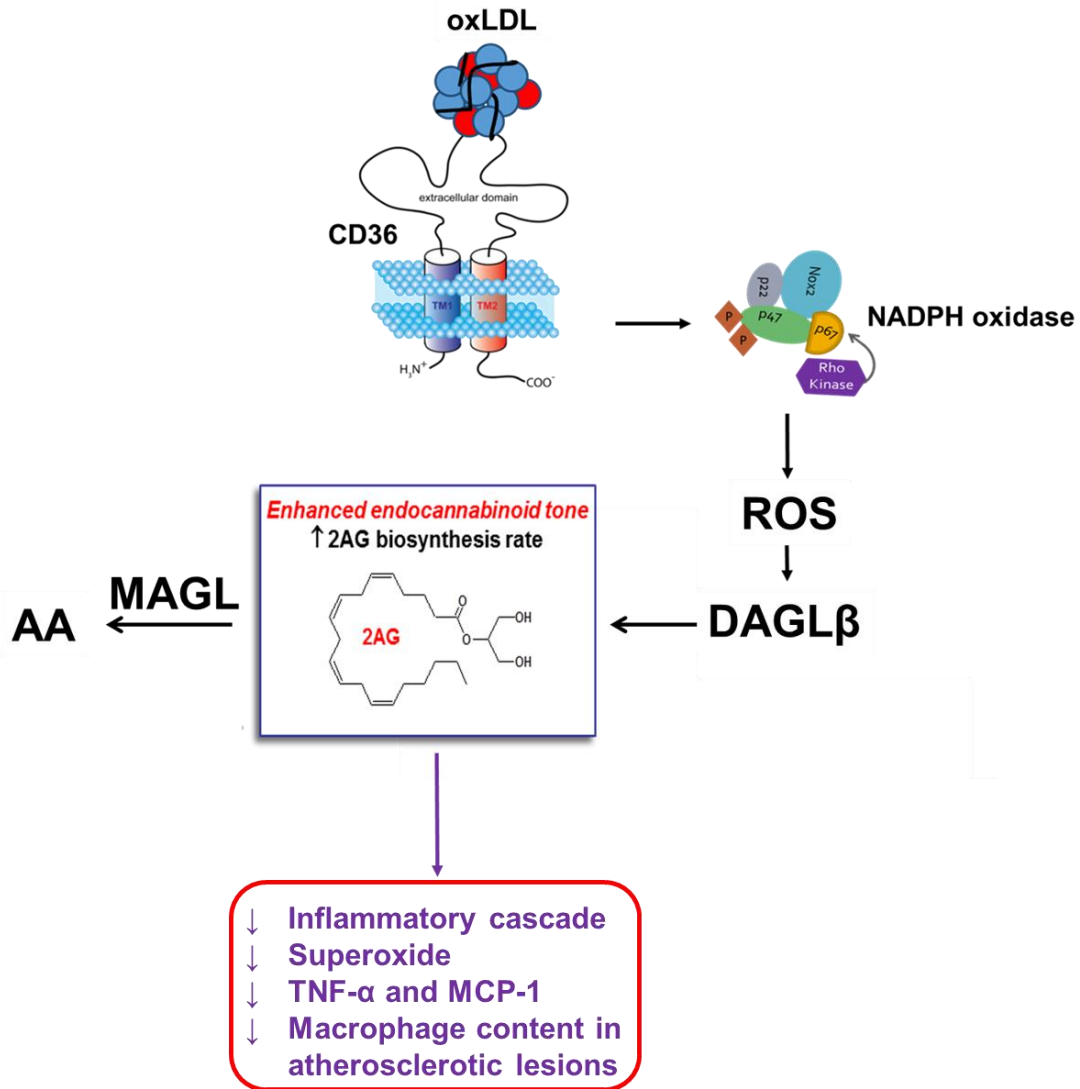 oxLDL
extracellular domain
CD36
TM1
TM2
H₃N⁺
COO⁻
p22
Nox2
p47
p67
P
P
Rho
Kinase
NADPH oxidase
ROS
DAGLβ
Enhanced endocannabinoid tone
↑2AG biosynthesis rate
O
O
OH
OH
2AG
MAGL
AA
↓ Inflammatory cascade
↓ Superoxide
↓ TNF-α and MCP-1
↓ Macrophage content in
atherosclerotic lesions